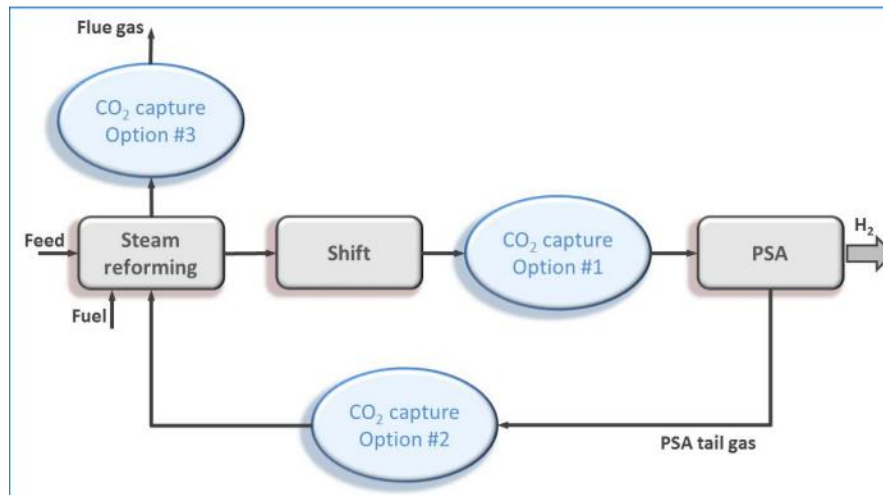 Flue gas
CO₂ capture
Option #3
Feed
Steam
reforming
Fuel
Shift
CO₂ capture
Option #1
PSA
H₂
CO₂ capture
Option #2
PSA tail gas